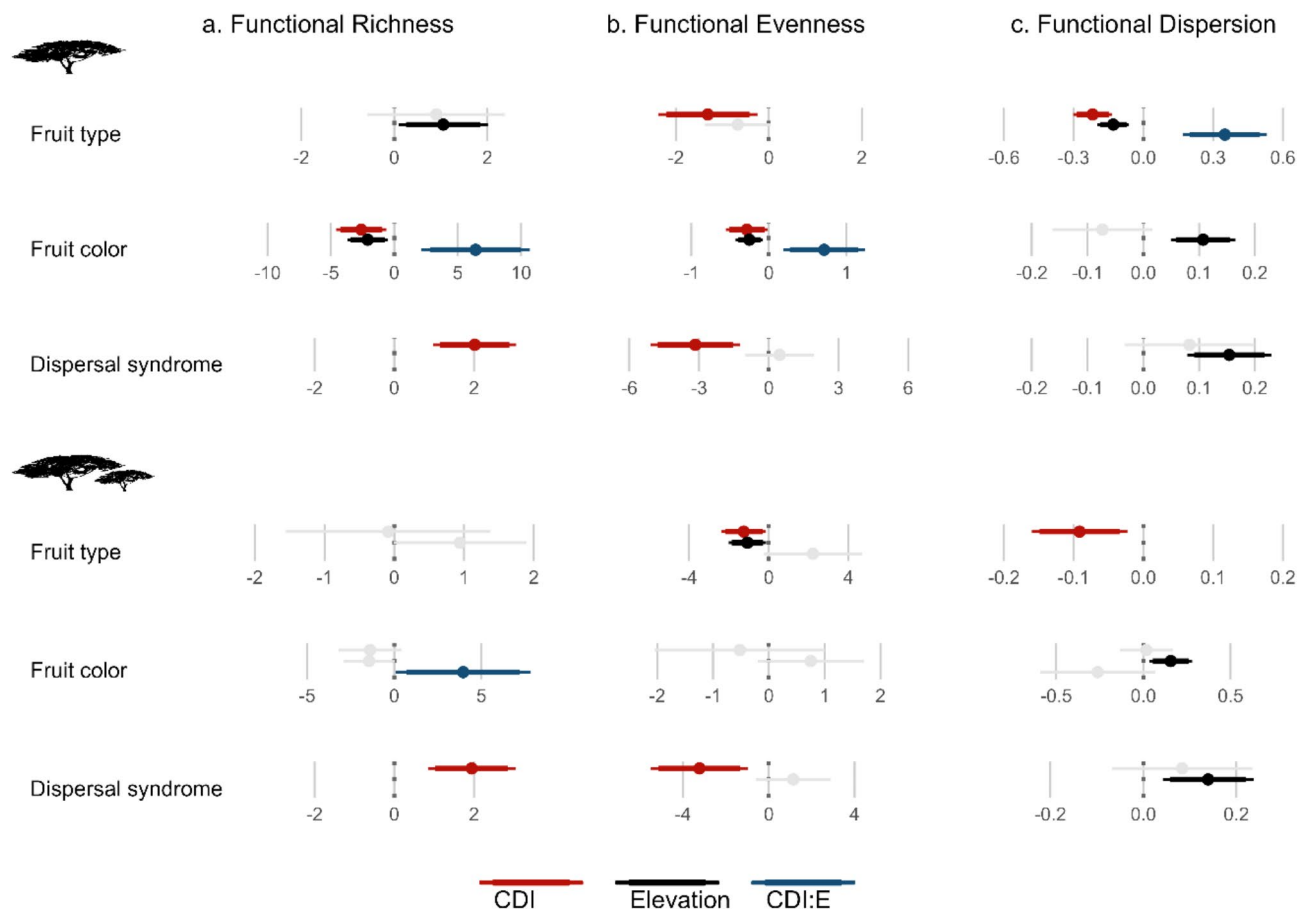 a. Functional Richness b. Functional Evenness c. Functional Dispersion
Fruit type
-2 0 2 -2 0 2 -0.6 -0.3 0.0 0.3 0.6
Fruit color
-10 -5 0 5 10 -1 0 1 -0.2 -0.1 0.0 0.1 0.2
Dispersal syndrome
-2 0 2 -6 -3 0 3 6 -0.2 -0.1 0.0 0.1 0.2
Fruit type
-2 -1 0 1 2 -4 0 4 -0.2 -0.1 0.0 0.1 0.2
Fruit color
-5 0 5 -2 -1 0 1 2 -0.5 0.0 0.5
Dispersal syndrome
-2 0 2 -4 0 4 -0.2 0.0 0.2
CDI Elevation CDI:E